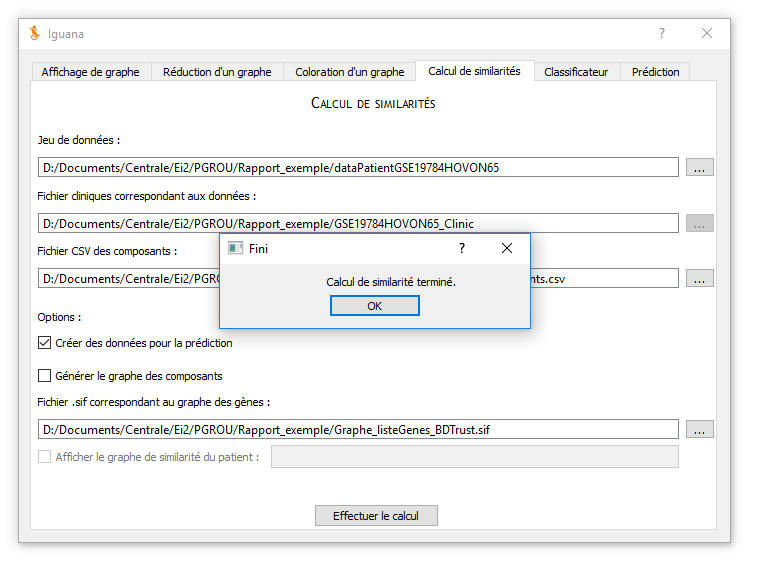 Iguana
?
Affichage de graphe
Réduction d'un graphe
Coloration d'un graphe
Calcul de similarités
Classificateur
Prédiction
Calcul de similarités
Jeu de données :
D:/Documents/Centrale/Ei2/PGROU/Rapport_exemple/dataPatientGSE19784HOVON65
...
Fichier cliniques correspondant aux données :
D:/Documents/Centrale/Ei2/PGROU/Rapport_exemple/GSE19784HOVON65_Clinic
...
Fichier CSV des composants :
D:/Documents/Centrale/Ei2/PGR
nts.csv
...
Fini
?
Calcul de similarité terminé.
OK
Options :
Créer des données pour la prédiction
Générer le graphe des composants
Fichier .sif correspondant au graphe des gènes :
D:/Documents/Centrale/Ei2/PGROU/Rapport_exemple/Graphe_listeGenes_BDTrust.sif
...
Afficher le graphe de similarité du patient :
Effectuer le calcul